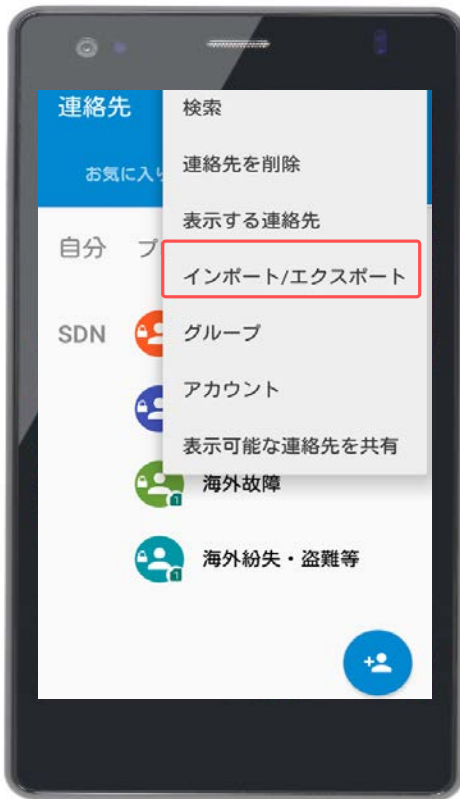 連絡先
検索
連絡先を削除
お気に入り
表示する連絡先
自分 プ
インポート/エクスポート
SDN
グループ
アカウント
表示可能な連絡先を共有
海外故障
海外紛失・盗難等